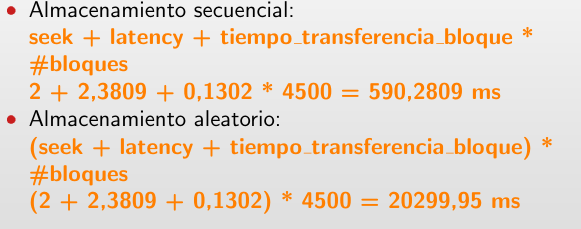 • Almacenamiento secuencial:
seek + latency + tiempo_transferencia_bloque *
#bloques
2 + 2,3809 + 0,1302 * 4500 = 590,2809 ms
• Almacenamiento aleatorio:
(seek + latency + tiempo_transferencia_bloque) *
#bloques
(2 + 2,3809 + 0,1302) * 4500 = 20299,95 ms